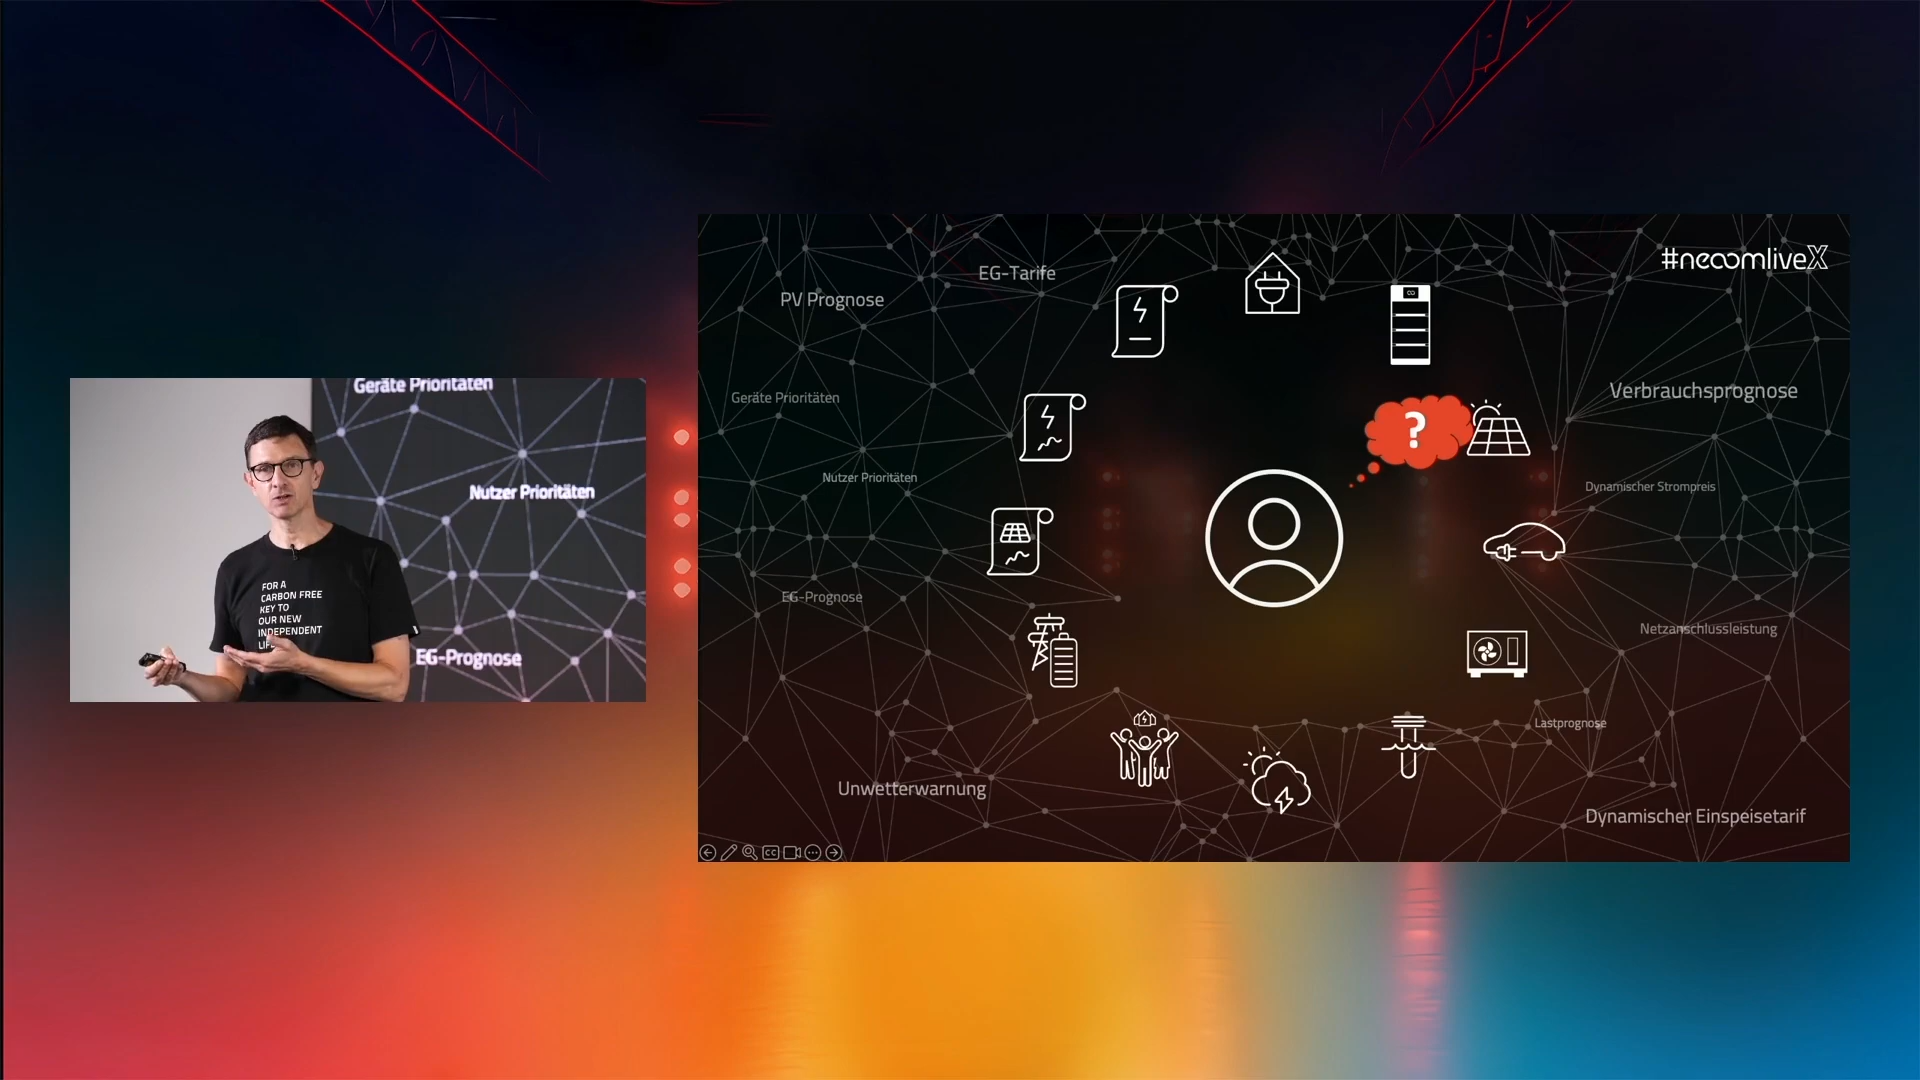 #neoomliveX
EG-Tarife
PV Prognose
Geräte Prioritäten
Nutzer Prioritäten
EG-Prognose
Unwetterwarnung
?
Verbrauchsprognose
Dynamischer Strompreis
Netzanschlussleistung
Lastprognose
Dynamischer Einspeisetarif
CC
Geräte Prioritäten
Nutzer Prioritäten
EG-Prognose
FOR A
CARBON FREE
KEY TO
OUR NEW
INDEPENDENT